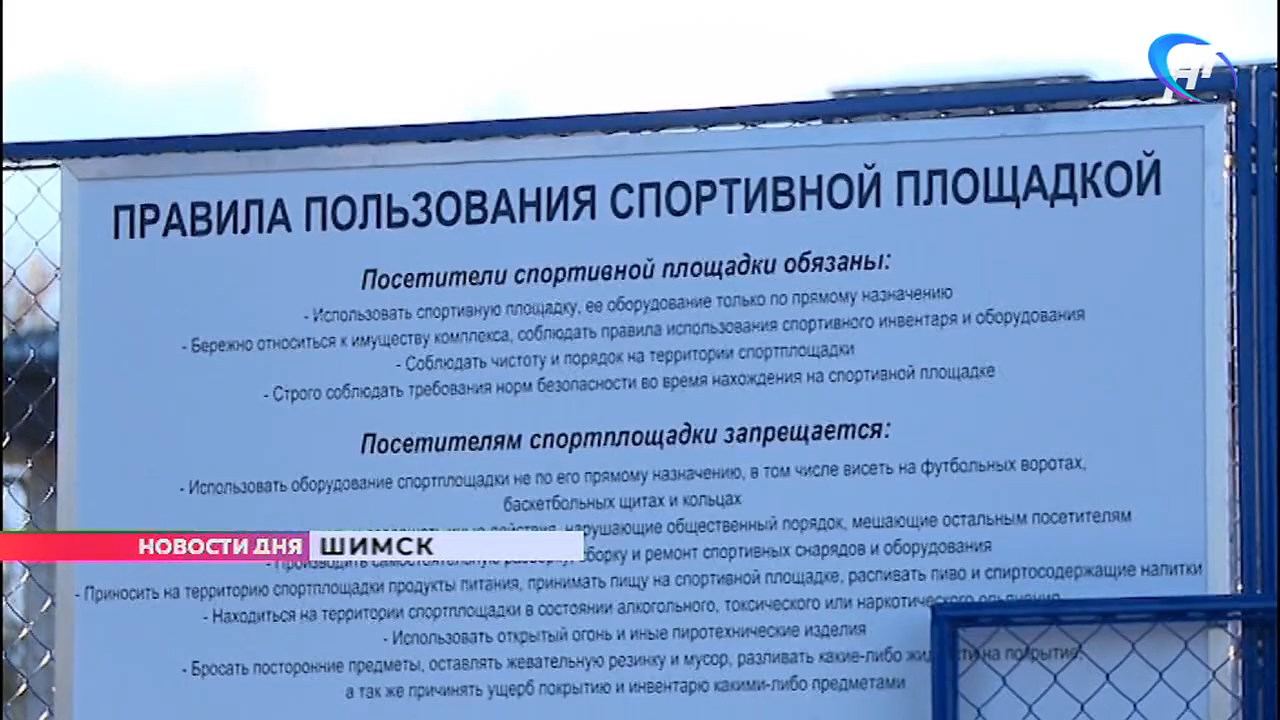 НТ
ПРАВИЛА ПОЛЬЗОВАНИЯ СПОРТИВНОЙ ПЛОЩАДКОЙ
Посетители спортивной площадки обязаны:
- Использовать спортивную площадку, ее оборудование только по прямому назначению
- Бережно относиться к имуществу комплекса, соблюдать правила использования спортивного инвентаря и оборудования
- Соблюдать чистоту и порядок на территории спортплощадки
- Строго соблюдать требования норм безопасности во время нахождения на спортивной площадке
Посетителям спортплощадки запрещается:
- Использовать оборудование спортплощадки не по его прямому назначению, в том числе висеть на футбольных воротах,
баскетбольных щитах и кольцах
действия, нарушающие общественный порядок, мешающие остальным посетителям
НОВОСТИ ДНЯ ШИМСК
- Производить самостоятельную разборку, сборку и ремонт спортивных снарядов и оборудования
- Приносить на территорию спортплощадки продукты питания, принимать пищу на спортивной площадке, распивать пиво и спиртосодержащие напитки
- Находиться на территории спортплощадки в состоянии алкогольного, токсического или наркотического опьянения
- Использовать открытый огонь и иные пиротехнические изделия
- Бросать посторонние предметы, оставлять жевательную резинку и мусор, разливать какие-либо жидкости на покрытие,
а так же причинять ущерб покрытию и инвентарю какими-либо предметами